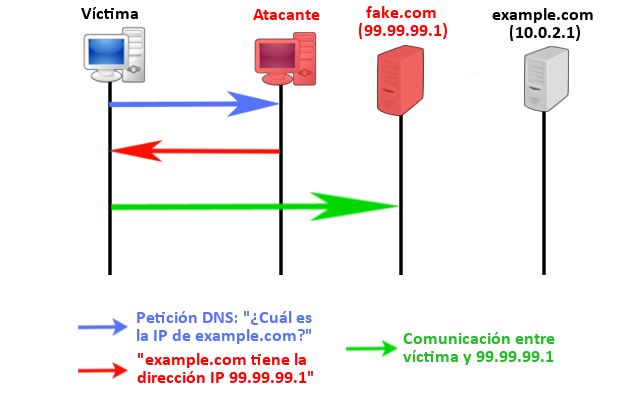 Víctima
Atacante
fake.com
(99.99.99.1)
example.com
(10.0.2.1)
Petición DNS: "¿Cuál es
la IP de example.com?"
"example.com tiene la
dirección IP 99.99.99.1"
Comunicación entre
víctima y 99.99.99.1